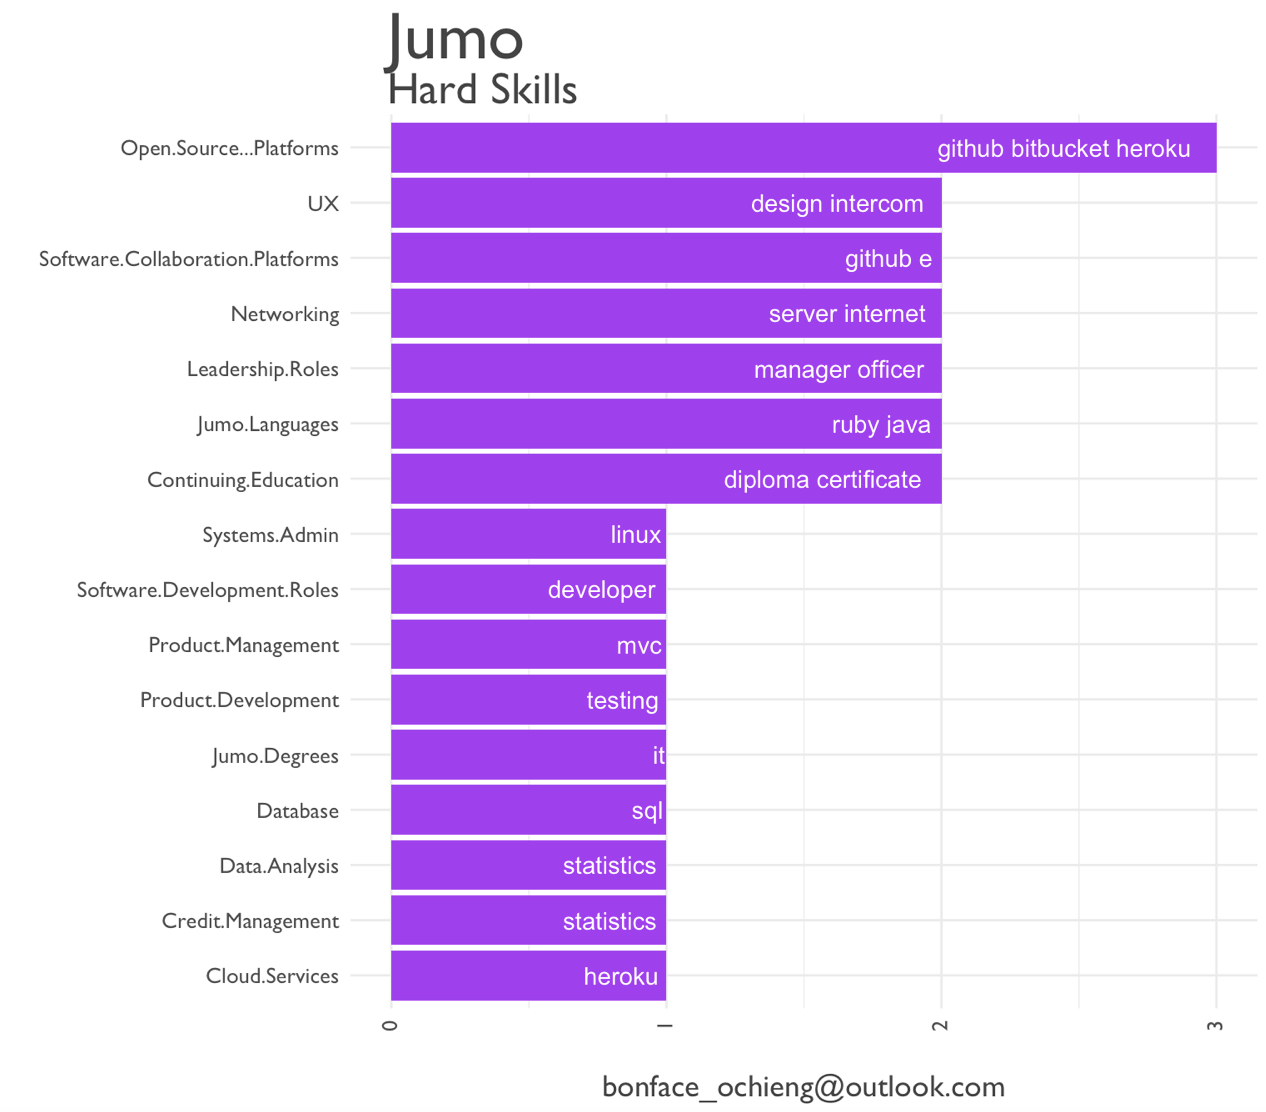 Jumo
Hard Skills
Open.Source...Platforms github bitbucket heroku
UX design intercom
Software.Collaboration.Platforms github e
Networking server internet
Leadership.Roles manager officer
Jumo.Languages ruby java
Continuing.Education diploma certificate
Systems.Admin linux
Software.Development.Roles developer
Product.Management mvc
Product.Development testing
Jumo.Degrees it
Database sql
Data.Analysis statistics
Credit.Management statistics
Cloud.Services heroku
0 1 2 3
bonface_ochieng@outlook.com